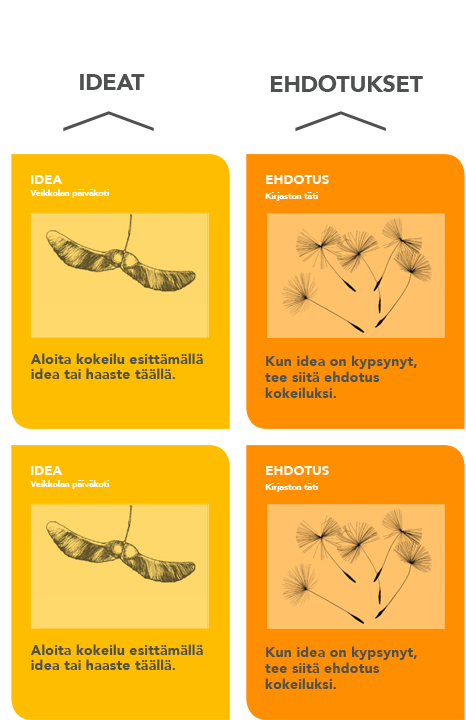 IDEAT
EHDOTUKSET
IDEA
Veikkolan päiväkoti
Aloita kokeilu esittämällä
idea tai haaste täällä.
EHDOTUS
Kirjaston täti
Kun idea on kypsynyt,
tee siitä ehdotus
kokeiluksi.
IDEA
Veikkolan päiväkoti
Aloita kokeilu esittämällä
idea tai haaste täällä.
EHDOTUS
Kirjaston täti
Kun idea on kypsynyt,
tee siitä ehdotus
kokeiluksi.